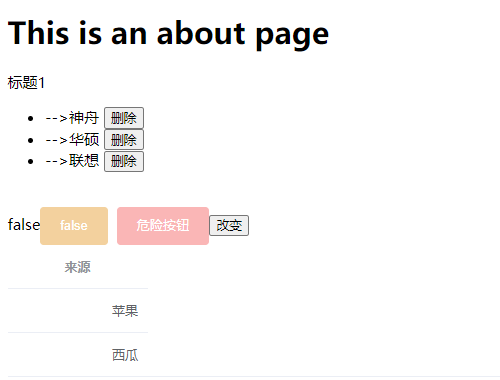 This is an about page
标题1
-->神舟 删除
-->华硕 删除
-->联想 删除
false false 危险按钮 改变
来源
苹果
西瓜